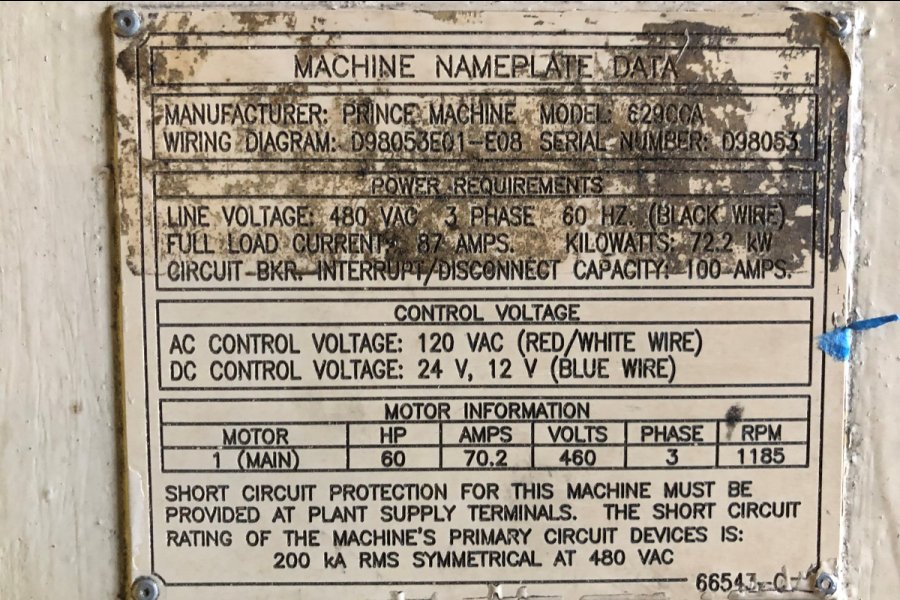 MACHINE NAMEPLATE DATA
MANUFACTURER: PRINCE MACHINE MODEL: 629CCA
WIRING DIAGRAM: D98053E01-E08 SERIAL NUMBER: D98053
POWER REQUIREMENTS
LINE VOLTAGE: 480 VAC 3 PHASE 60 HZ. (BLACK WIRE)
FULL LOAD CURRENT: 87 AMPS. KILOWATTS: 72.2 kW
CIRCUIT BKR. INTERRUPT/DISCONNECT CAPACITY: 100 AMPS.
CONTROL VOLTAGE
AC CONTROL VOLTAGE: 120 VAC (RED/WHITE WIRE)
DC CONTROL VOLTAGE: 24 V, 12 V (BLUE WIRE)
MOTOR INFORMATION
MOTOR HP AMPS VOLTS PHASE RPM
1 (MAIN) 60 70.2 460 3 1185
SHORT CIRCUIT PROTECTION FOR THIS MACHINE MUST BE
PROVIDED AT PLANT SUPPLY TERMINALS. THE SHORT CIRCUIT
RATING OF THE MACHINE'S PRIMARY CIRCUIT DEVICES IS:
200 kA RMS SYMMETRICAL AT 480 VAC
66543-C